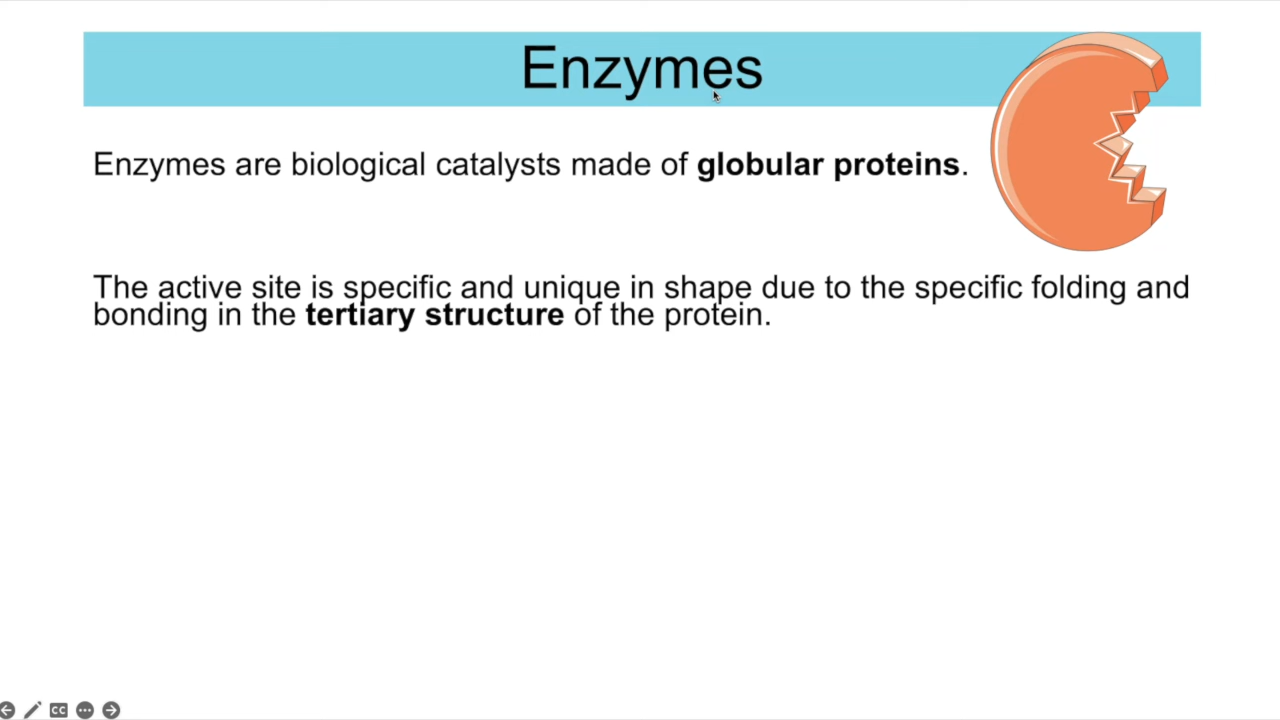 Enzymes
Enzymes are biological catalysts made of globular proteins.
The active site is specific and unique in shape due to the specific folding and
bonding in the tertiary structure of the protein.
CC